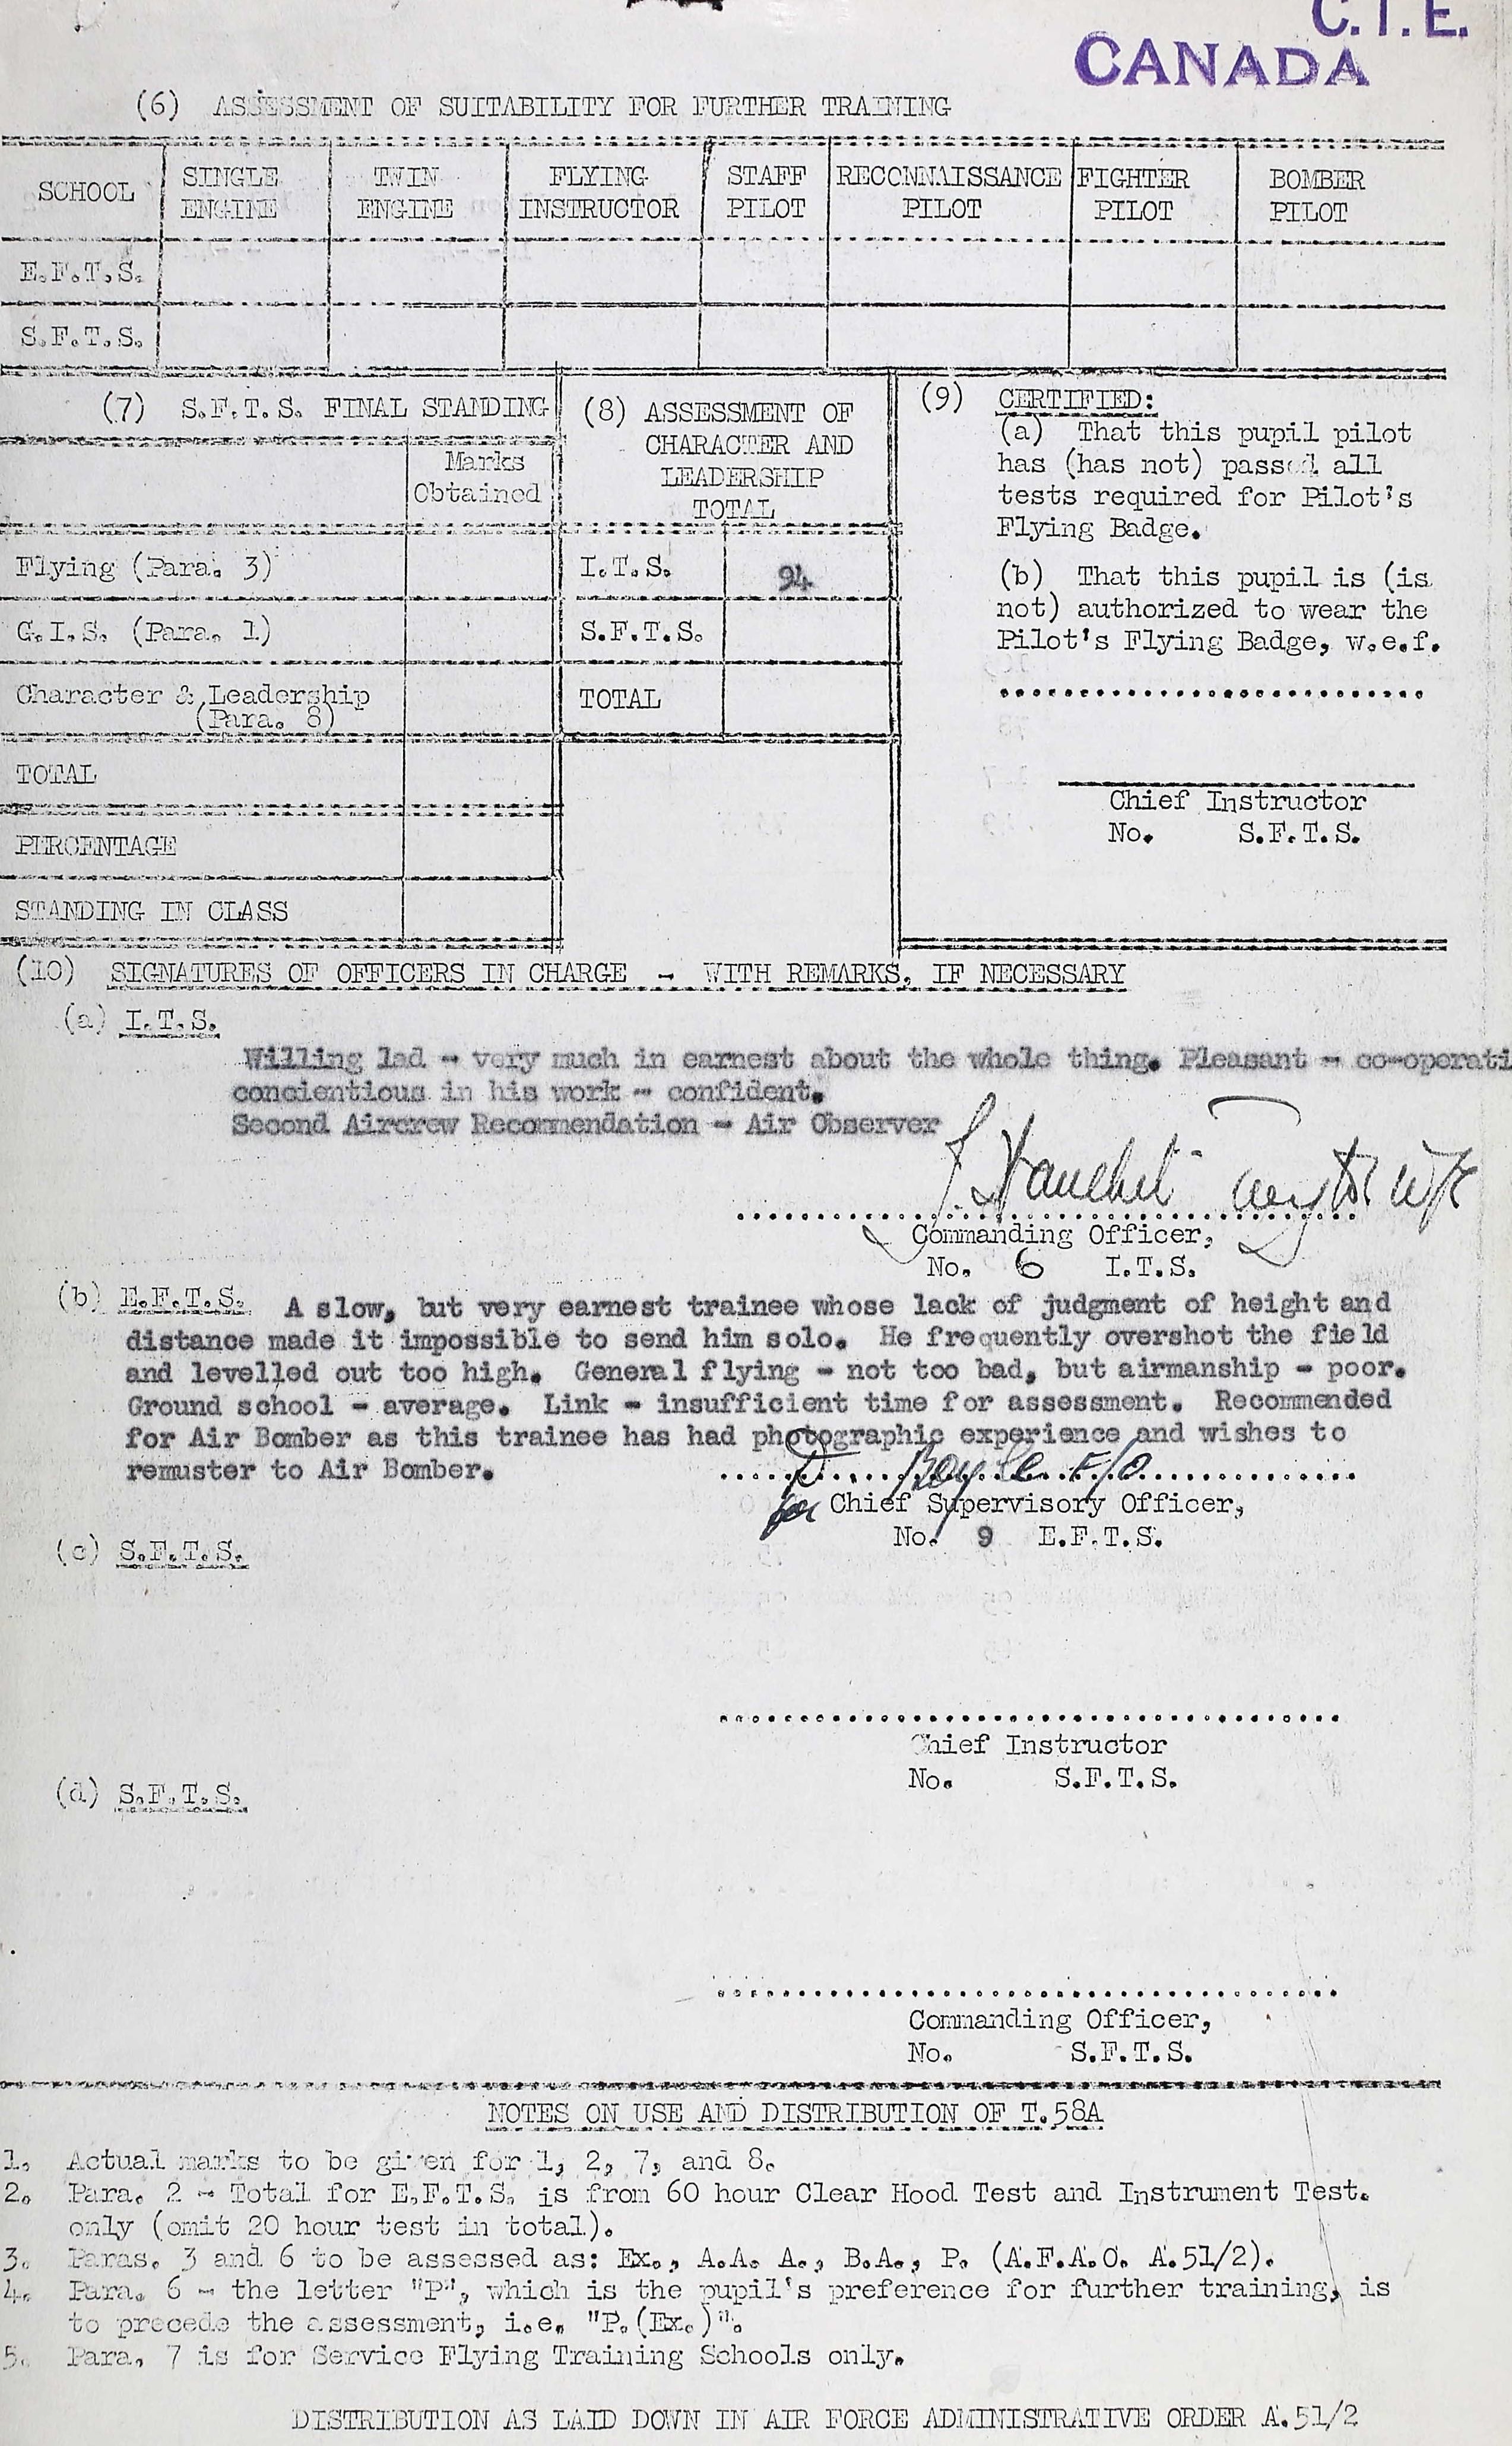 C.T.E.
CANADA
(6) ASSESSMENT OF SUITABILITY FOR FURTHER TRAINING
SCHOOL SINGLE ENGINE TWIN ENGINE FLYING INSTRUCTOR STAFF PILOT RECONNAISSANCE PILOT FIGHTER PILOT BOMBER PILOT
E.F.T.S.
S.F.T.S.
(7) S.F.T.S. FINAL STANDING
Marks
Obtained
Flying (Para. 3)
G.I.S. (Para. 1)
Character & Leadership
(Para. 8)
TOTAL
PERCENTAGE
STANDING IN CLASS
(8) ASSESSMENT OF
CHARACTER AND
LEADERSHIP
TOTAL
I.T.S. 94
S.F.T.S.
TOTAL
(9) CERTIFIED:
(a) That this pupil pilot
has (has not) passed all
tests required for Pilot's
Flying Badge.
(b) That this pupil is (is
not) authorized to wear the
Pilot's Flying Badge, w.e.f.
Chief Instructor
No. S.F.T.S.
(10) SIGNATURES OF OFFICERS IN CHARGE - WITH REMARKS, IF NECESSARY
(a) I.T.S.
Willing lad - very much in earnest about the whole thing. Pleasant - co-operati
concientious in his work - confident.
Second Aircrew Recommendation - Air Observer
Commanding Officer,
No. 6 I.T.S.
(b) E.F.T.S. A slow, but very earnest trainee whose lack of judgment of height and
distance made it impossible to send him solo. He frequently overshot the field
and levelled out too high. General flying - not too bad, but airmanship - poor.
Ground school - average. Link - insufficient time for assessment. Recommended
for Air Bomber as this trainee has had photographic experience and wishes to
remuster to Air Bomber.
Boyle F/O
for Chief Supervisory Officer,
No. 9 E.F.T.S.
(c) S.F.T.S.
Chief Instructor
No. S.F.T.S.
(d) S.F.T.S.
Commanding Officer,
No. S.F.T.S.
NOTES ON USE AND DISTRIBUTION OF T.58A
1. Actual marks to be given for 1, 2, 7, and 8.
2. Para. 2 - Total for E.F.T.S. is from 60 hour Clear Hood Test and Instrument Test.
only (omit 20 hour test in total).
3. Paras. 3 and 6 to be assessed as: Ex., A.A. A., B.A., P. (A.F.A.O. A.51/2).
4. Para. 6 - the letter "P", which is the pupil's preference for further training, is
to precede the assessment, i.e. "P.(Ex.)".
5. Para. 7 is for Service Flying Training Schools only.
DISTRIBUTION AS LAID DOWN IN AIR FORCE ADMINISTRATIVE ORDER A.51/2